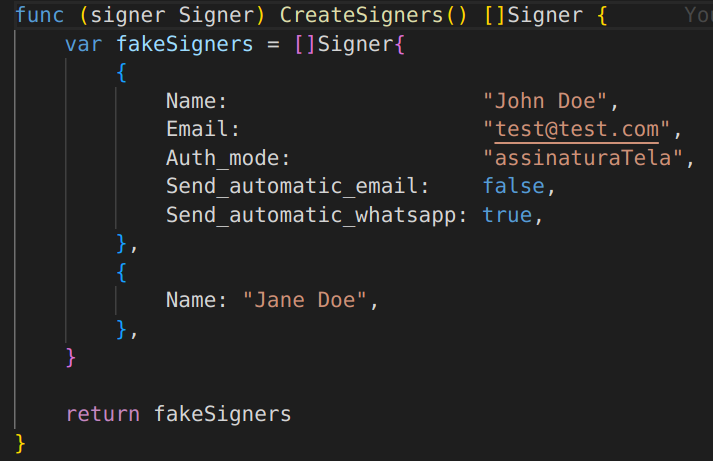 func (signer Signer) CreateSigners() []Signer { Yo
var fakeSigners = []Signer{
{
Name: "John Doe",
Email: "test@test.com",
Auth_mode: "assinaturaTela",
Send_automatic_email: false,
Send_automatic_whatsapp: true,
},
{
Name: "Jane Doe",
},
}
return fakeSigners
}